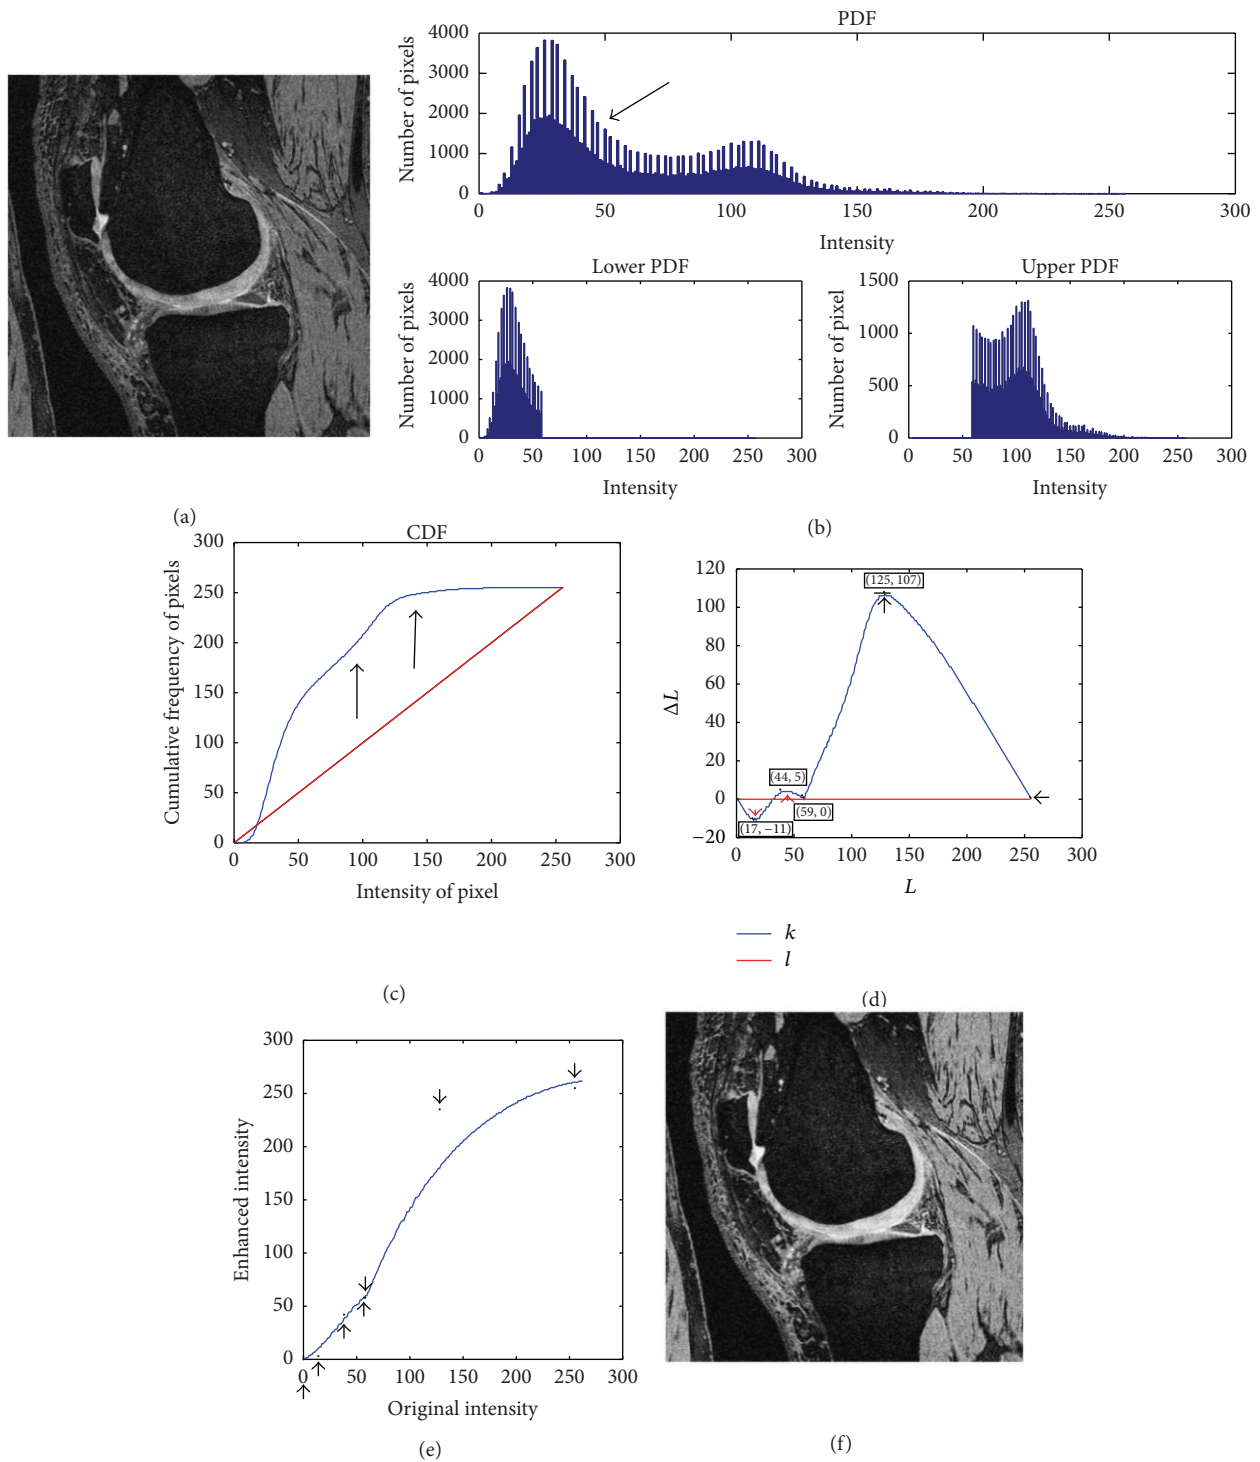 PDF
Number of pixels
4000
3000
2000
1000
0
0 50 100 150 200 250 300
Intensity
Lower PDF
Number of pixels
4000
3000
2000
1000
0
0 50 100 150 200 250 300
Intensity
Upper PDF
Number of pixel
1500
1000
500
0
0 50 100 150 200 250 300
Intensity
(a)
(b)
CDF
Cumulative frequency of pixels
300
250
200
150
100
50
0
0 50 100 150 200 250 300
Intensity of pixel
(c)
ΔL
120
100
80
60
40
20
0
−20
(125, 107)
(44, 5)
(59, 0)
(17, −11)
0 50 100 150 200 250 300
L
k
l
(d)
Enhanced intensity
300
250
200
150
100
50
0
0 50 100 150 200 250 300
Original intensity
(e)
(f)